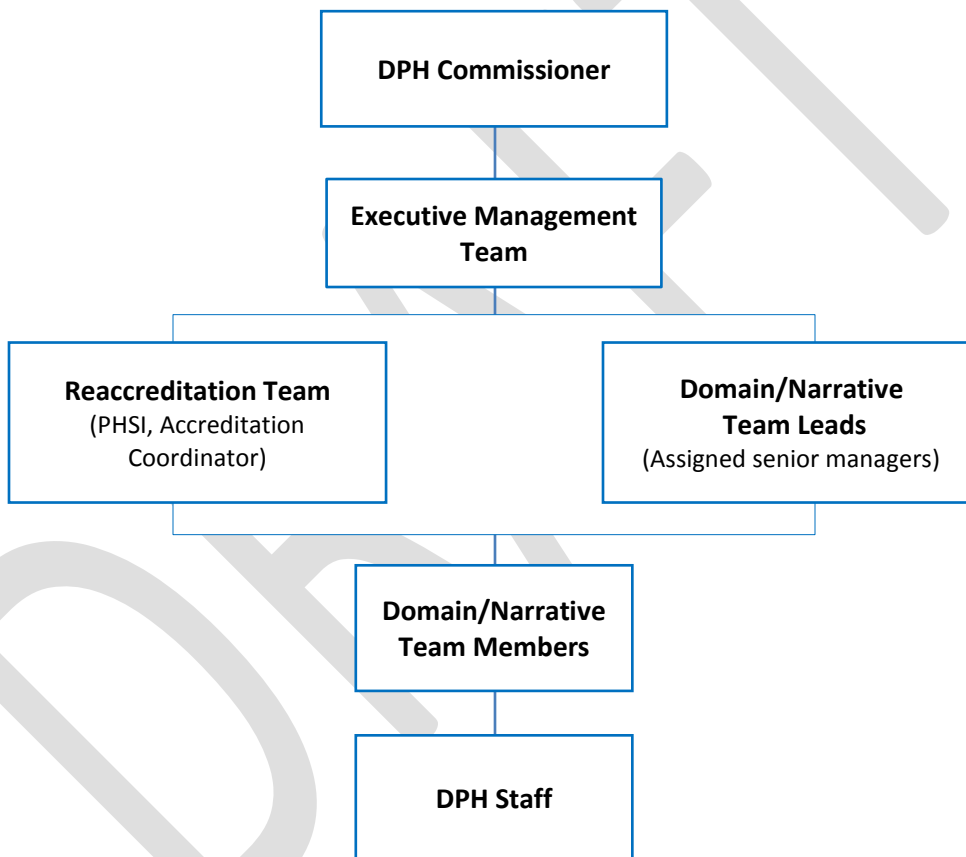 DPH Commissioner
Executive Management
Team
Reaccreditation Team
(PHSI, Accreditation
Coordinator)
Domain/Narrative
Team Leads
(Assigned senior managers)
Domain/Narrative
Team Members
DPH Staff
DRAFT